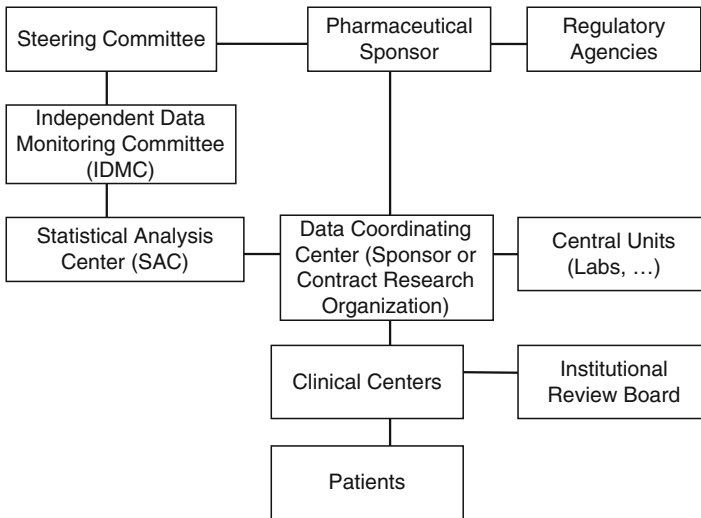 Steering Committee
Pharmaceutical
Sponsor
Regulatory
Agencies
Independent Data
Monitoring Committee
(IDMC)
Statistical Analysis
Center (SAC)
Data Coordinating
Center (Sponsor or
Contract Research
Organization)
Central Units
(Labs, …)
Clinical Centers
Institutional
Review Board
Patients